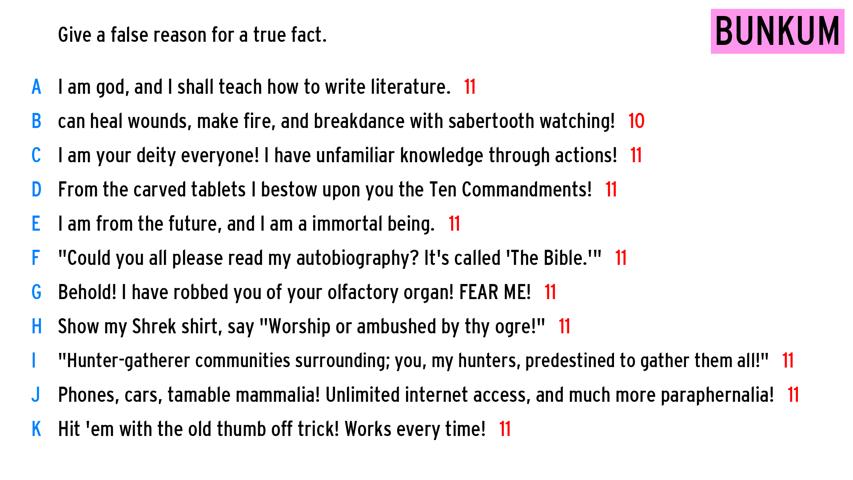 Give a false reason for a true fact.
BUNKUM
A I am god, and I shall teach how to write literature. 11
B can heal wounds, make fire, and breakdance with sabertooth watching! 10
C I am your deity everyone! I have unfamiliar knowledge through actions! 11
D From the carved tablets I bestow upon you the Ten Commandments! 11
E I am from the future, and I am a immortal being. 11
F "Could you all please read my autobiography? It's called 'The Bible.'" 11
G Behold! I have robbed you of your olfactory organ! FEAR ME! 11
H Show my Shrek shirt, say "Worship or ambushed by thy ogre!" 11
I "Hunter-gatherer communities surrounding; you, my hunters, predestined to gather them all!" 11
J Phones, cars, tamable mammalia! Unlimited internet access, and much more paraphernalia! 11
K Hit 'em with the old thumb off trick! Works every time! 11